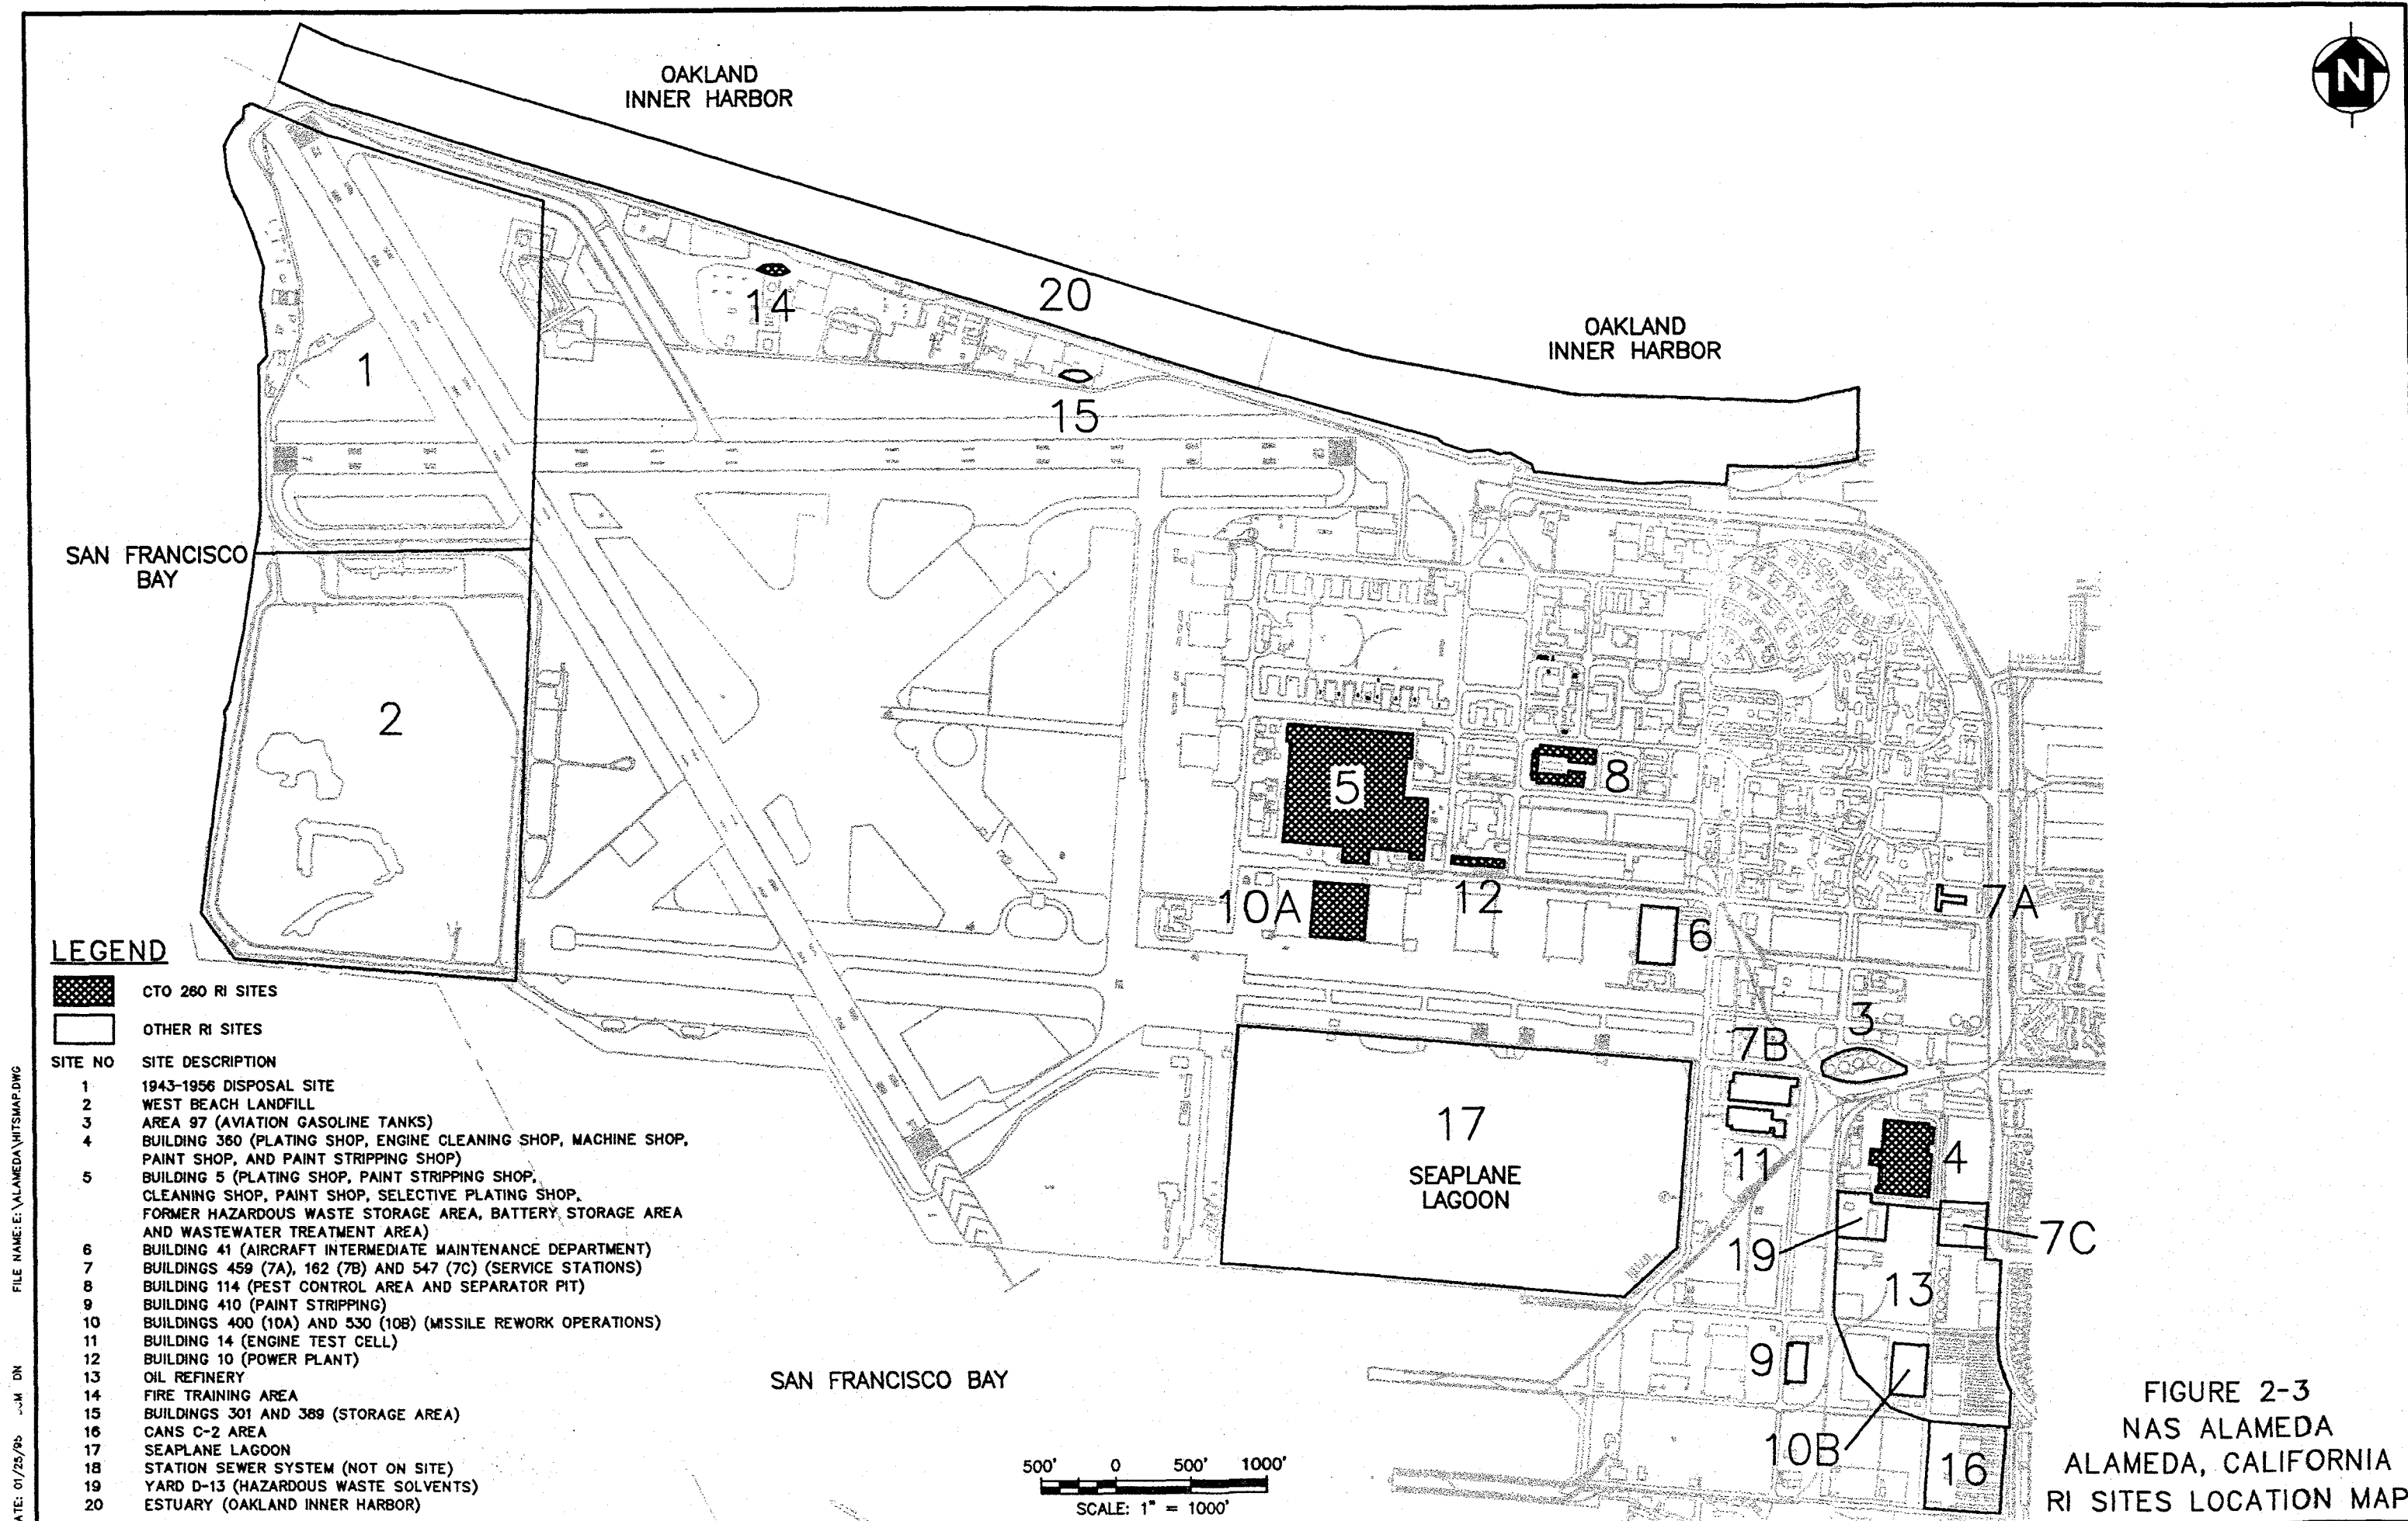 N
OAKLAND
INNER HARBOR
20
OAKLAND
INNER HARBOR
14
15
1
SAN FRANCISCO
BAY
2
5
8
10A
12
6
7A
3
7B
17
SEAPLANE
LAGOON
11
4
19
7C
13
9
10B
16
SAN FRANCISCO BAY
LEGEND
CTO 280 RI SITES
OTHER RI SITES
SITE NO SITE DESCRIPTION
1 1943-1956 DISPOSAL SITE
2 WEST BEACH LANDFILL
3 AREA 97 (AVIATION GASOLINE TANKS)
4 BUILDING 360 (PLATING SHOP, ENGINE CLEANING SHOP, MACHINE SHOP,
PAINT SHOP, AND PAINT STRIPPING SHOP)
5 BUILDING 5 (PLATING SHOP, PAINT STRIPPING SHOP,
CLEANING SHOP, PAINT SHOP, SELECTIVE PLATING SHOP,
FORMER HAZARDOUS WASTE STORAGE AREA, BATTERY STORAGE AREA
AND WASTEWATER TREATMENT AREA)
6 BUILDING 41 (AIRCRAFT INTERMEDIATE MAINTENANCE DEPARTMENT)
7 BUILDINGS 459 (7A), 162 (7B) AND 547 (7C) (SERVICE STATIONS)
8 BUILDING 114 (PEST CONTROL AREA AND SEPARATOR PIT)
9 BUILDING 410 (PAINT STRIPPING)
10 BUILDINGS 400 (10A) AND 530 (10B) (MISSILE REWORK OPERATIONS)
11 BUILDING 14 (ENGINE TEST CELL)
12 BUILDING 10 (POWER PLANT)
13 OIL REFINERY
14 FIRE TRAINING AREA
15 BUILDINGS 301 AND 389 (STORAGE AREA)
16 CANS C-2 AREA
17 SEAPLANE LAGOON
18 STATION SEWER SYSTEM (NOT ON SITE)
19 YARD D-13 (HAZARDOUS WASTE SOLVENTS)
20 ESTUARY (OAKLAND INNER HARBOR)
500' 0 500' 1000'
SCALE: 1" = 1000'
FIGURE 2-3
NAS ALAMEDA
ALAMEDA, CALIFORNIA
RI SITES LOCATION MAP
ATE: 01/25/95 DN FILE NAME: E:\ALAMEDA\HITSMAP.DWG